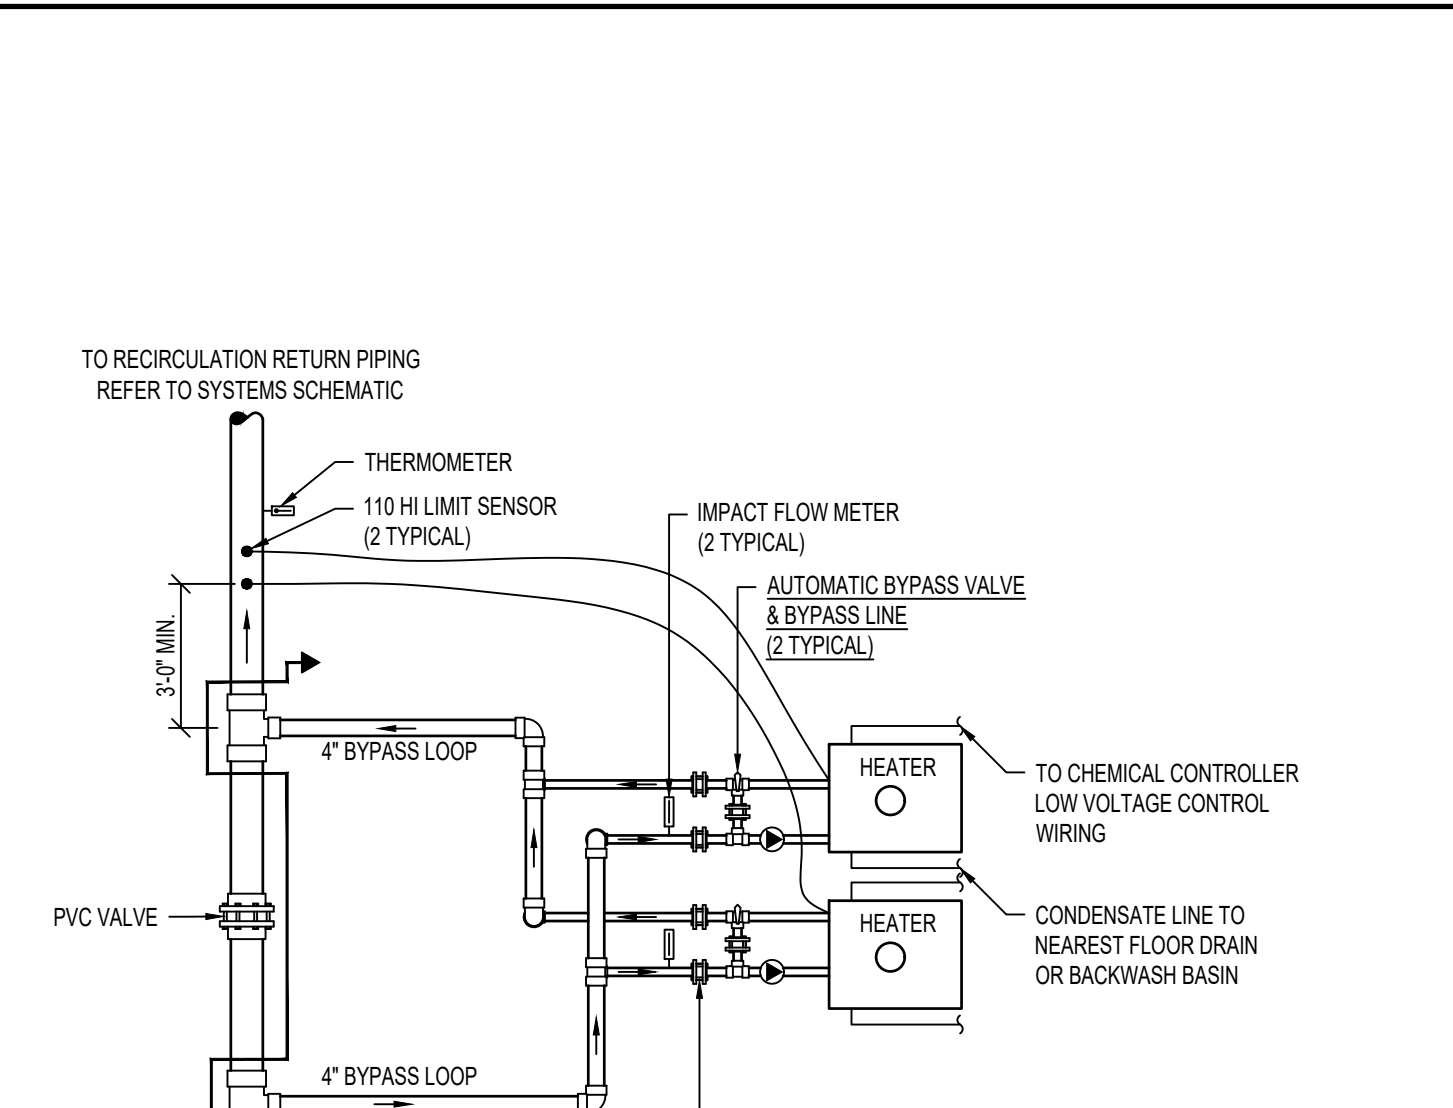 TO RECIRCULATION RETURN PIPING
REFER TO SYSTEMS SCHEMATIC
THERMOMETER
110 HI LIMIT SENSOR
(2 TYPICAL)
IMPACT FLOW METER
(2 TYPICAL)
AUTOMATIC BYPASS VALVE
& BYPASS LINE
(2 TYPICAL)
3'-0" MIN.
4" BYPASS LOOP
HEATER
TO CHEMICAL CONTROLLER
LOW VOLTAGE CONTROL
WIRING
PVC VALVE
HEATER
CONDENSATE LINE TO
NEAREST FLOOR DRAIN
OR BACKWASH BASIN
4" BYPASS LOOP